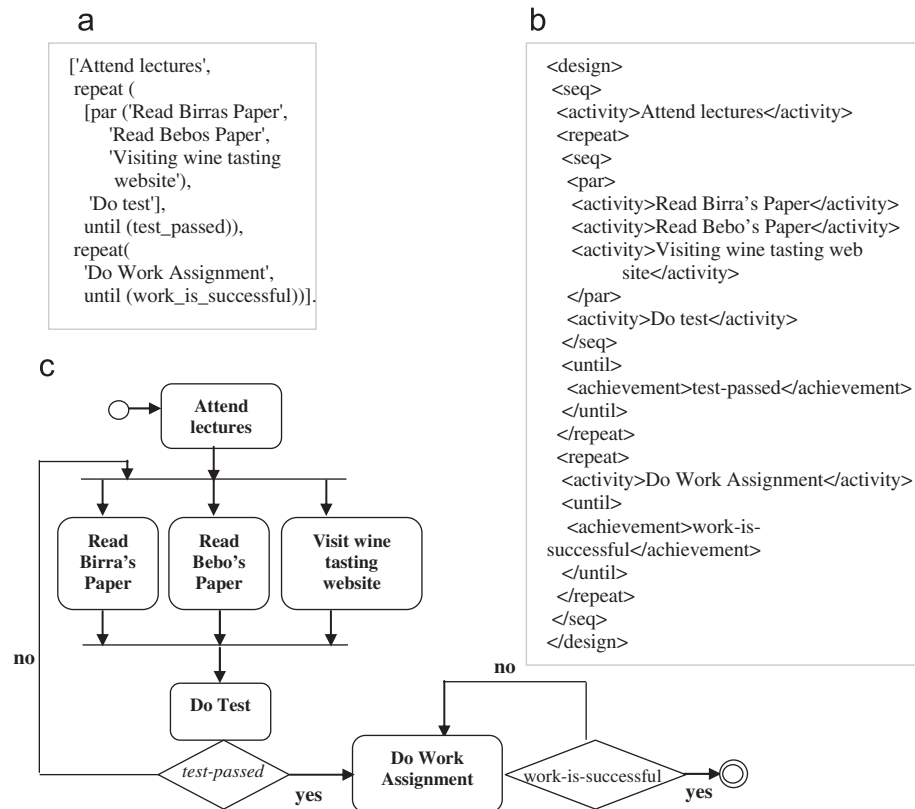 a
['Attend lectures',
repeat (
[par ('Read Birras Paper',
'Read Bebos Paper',
'Visiting wine tasting
website'),
'Do test'],
until (test_passed)),
repeat(
'Do Work Assignment',
until (work_is_successful))].
b
<design>
<seq>
<activity>Attend lectures</activity>
<repeat>
<seq>
<par>
<activity>Read Birra's Paper</activity>
<activity>Read Bebo's Paper</activity>
<activity>Visiting wine tasting web
site</activity>
</par>
<activity>Do test</activity>
</seq>
<until>
<achievement>test-passed</achievement>
</until>
</repeat>
<repeat>
<activity>Do Work Assignment</activity>
<until>
<achievement>work-is-
successful</achievement>
</until>
</repeat>
</seq>
</design>
c
Attend
lectures
Read
Birra's
Paper
Read
Bebo's
Paper
Visit wine
tasting
website
no
Do Test
test-passed
yes
no
Do Work
Assignment
work-is-successful
yes